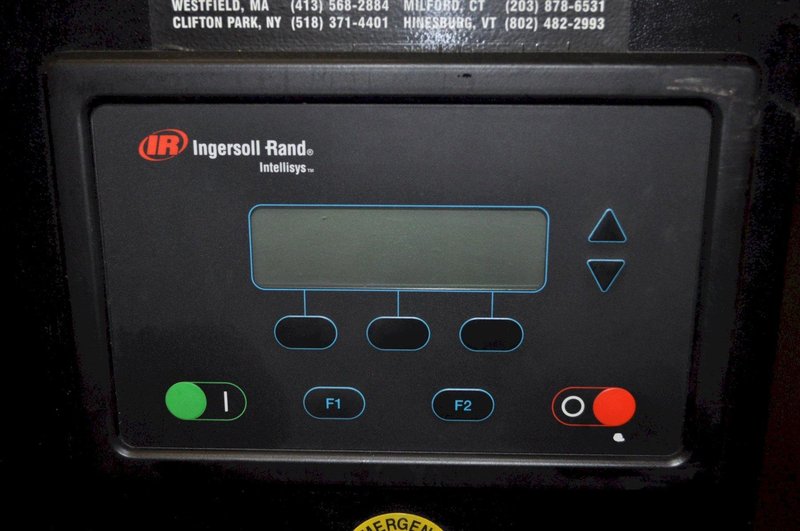 WESTFIELD, MA (413) 568-2884 MILFORD, CT (203) 878-6531
CLIFTON PARK, NY (518) 371-4401 HINESBURG, VT (802) 482-2993
IR Ingersoll Rand®
Intellisys™
I F1 F2 O